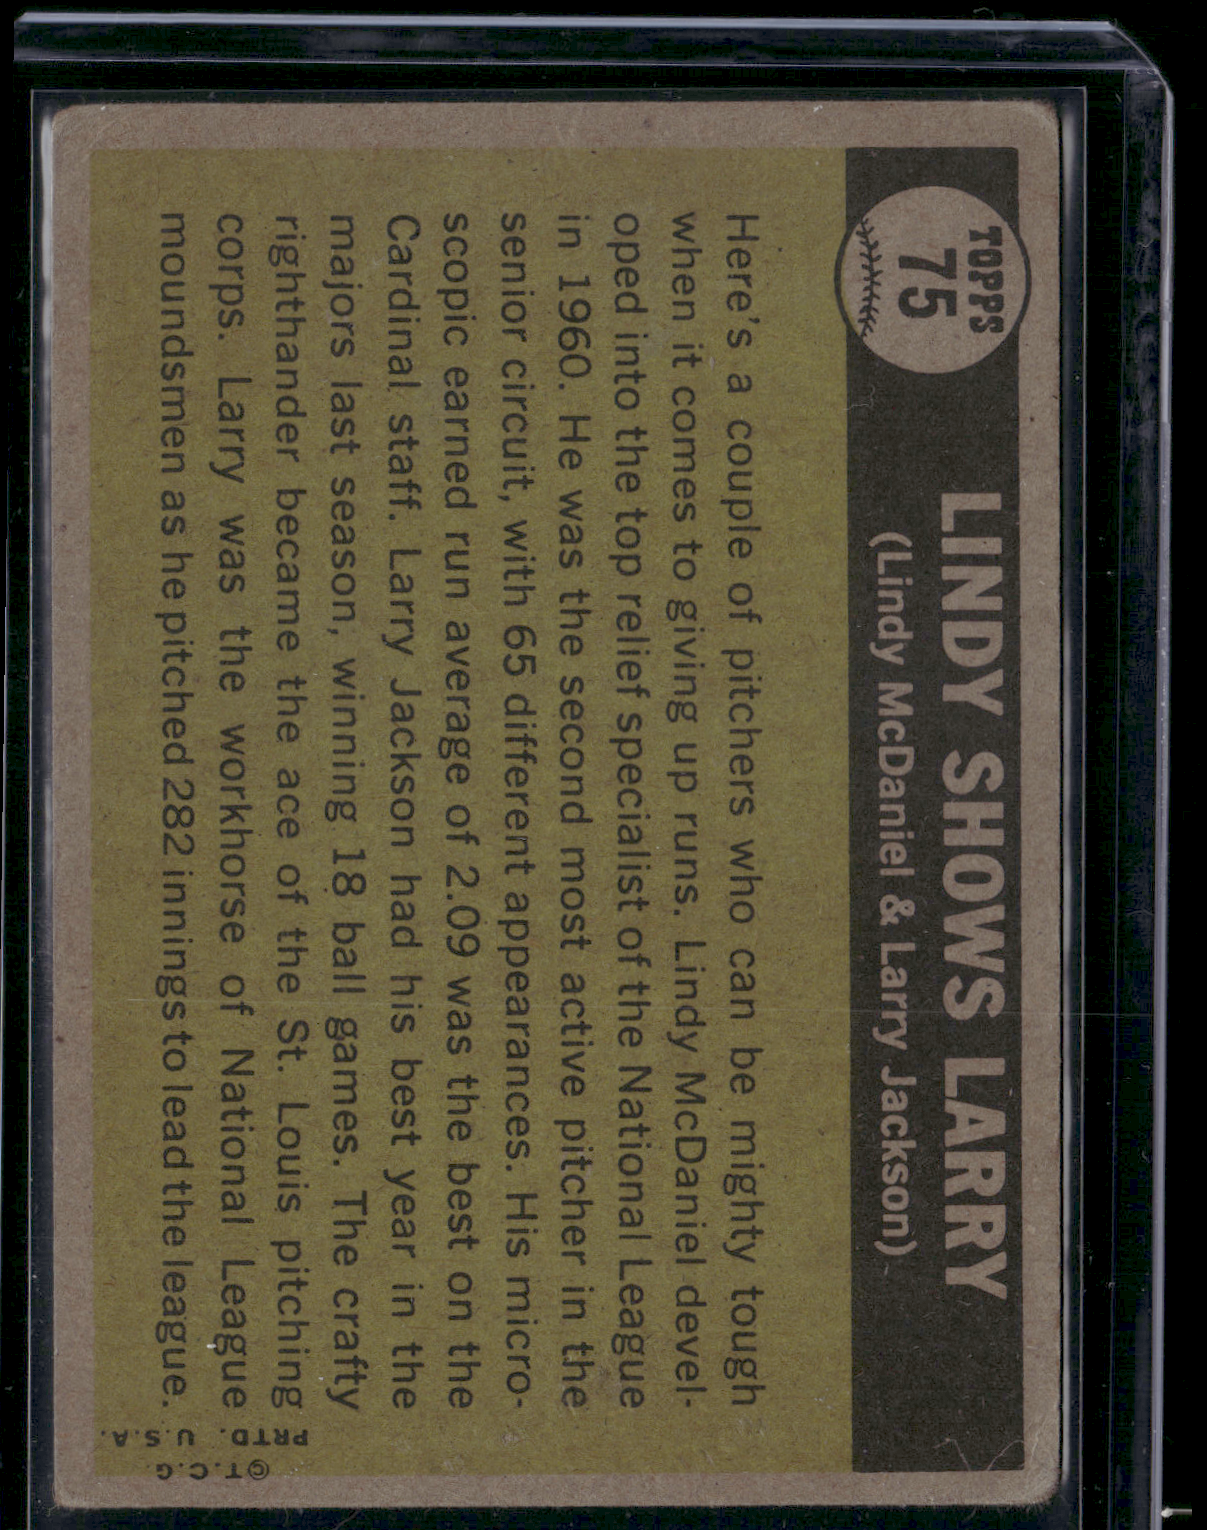 TOPPS
75
LINDY SHOWS LARRY
(Lindy McDaniel & Larry Jackson)
Here's a couple of pitchers who can be mighty tough
when it comes to giving up runs. Lindy McDaniel devel-
oped into the top relief specialist of the National League
in 1960. He was the second most active pitcher in the
senior circuit, with 65 different appearances. His micro-
scopic earned run average of 2.09 was the best on the
Cardinal staff. Larry Jackson had his best year in the
majors last season, winning 18 ball games. The crafty
righthander became the ace of the St. Louis pitching
corps. Larry was the workhorse of National League
moundsmen as he pitched 282 innings to lead the league.
©T.C.G.
PRTD. U.S.A.